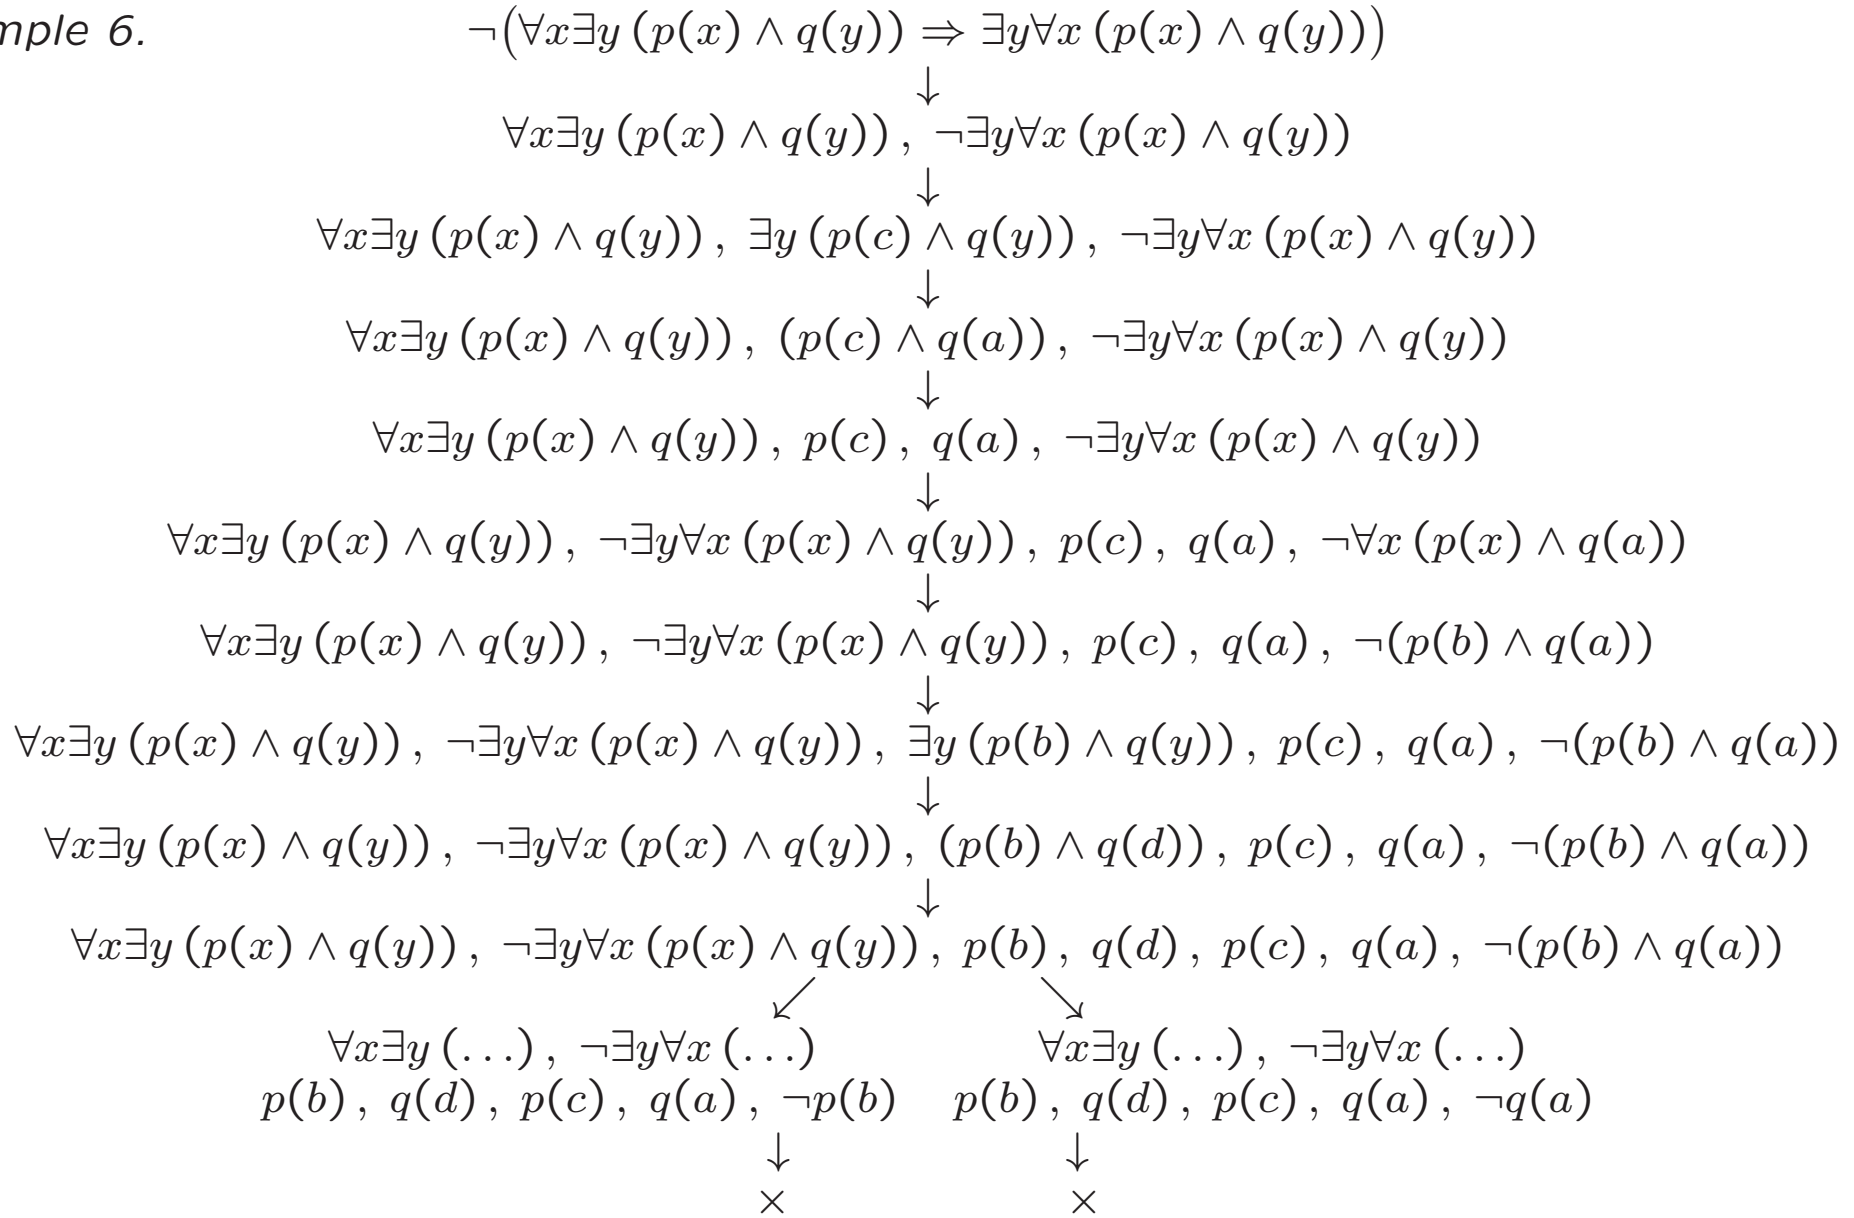 mple 6. ¬(∀x∃y (p(x) ∧ q(y)) ⇒ ∃y∀x (p(x) ∧ q(y)))
↓
∀x∃y (p(x) ∧ q(y)) , ¬∃y∀x (p(x) ∧ q(y))
↓
∀x∃y (p(x) ∧ q(y)) , ∃y (p(c) ∧ q(y)) , ¬∃y∀x (p(x) ∧ q(y))
↓
∀x∃y (p(x) ∧ q(y)) , (p(c) ∧ q(a)) , ¬∃y∀x (p(x) ∧ q(y))
↓
∀x∃y (p(x) ∧ q(y)) , p(c) , q(a) , ¬∃y∀x (p(x) ∧ q(y))
↓
∀x∃y (p(x) ∧ q(y)) , ¬∃y∀x (p(x) ∧ q(y)) , p(c) , q(a) , ¬∀x (p(x) ∧ q(a))
↓
∀x∃y (p(x) ∧ q(y)) , ¬∃y∀x (p(x) ∧ q(y)) , p(c) , q(a) , ¬(p(b) ∧ q(a))
↓
∀x∃y (p(x) ∧ q(y)) , ¬∃y∀x (p(x) ∧ q(y)) , ∃y (p(b) ∧ q(y)) , p(c) , q(a) , ¬(p(b) ∧ q(a))
↓
∀x∃y (p(x) ∧ q(y)) , ¬∃y∀x (p(x) ∧ q(y)) , (p(b) ∧ q(d)) , p(c) , q(a) , ¬(p(b) ∧ q(a))
↓
∀x∃y (p(x) ∧ q(y)) , ¬∃y∀x (p(x) ∧ q(y)) , p(b) , q(d) , p(c) , q(a) , ¬(p(b) ∧ q(a))
↙ ↘
∀x∃y (...) , ¬∃y∀x (...) ∀x∃y (...) , ¬∃y∀x (...)
p(b) , q(d) , p(c) , q(a) , ¬p(b) p(b) , q(d) , p(c) , q(a) , ¬q(a)
↓ ↓
× ×